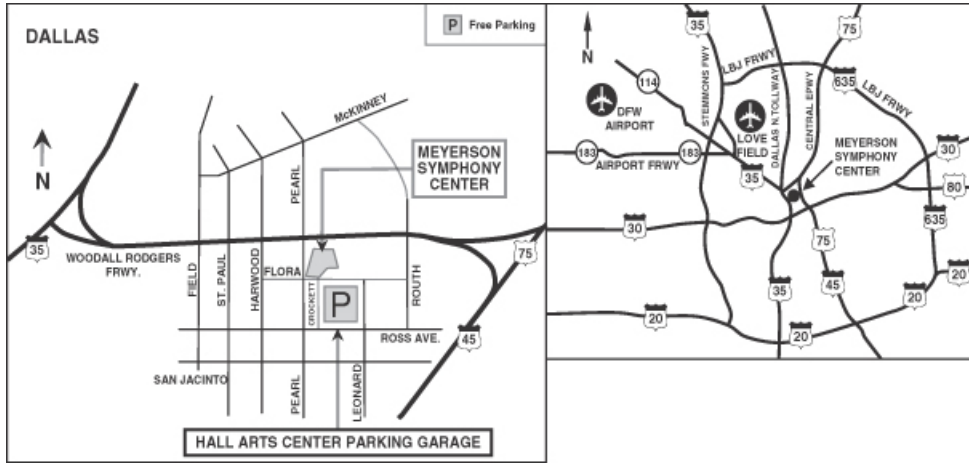 DALLAS
P Free Parking
McKINNEY
N
MEYERSON
SYMPHONY
CENTER
PEARL
35
WOODALL RODGERS
FRWY.
FIELD
ST. PAUL
HARWOOD
FLORA
CROCKETT
P
ROUTH
75
ROSS AVE.
45
SAN JACINTO
PEARL
LEONARD
HALL ARTS CENTER PARKING GARAGE
N
35
75
STEMMONS FWY
LBJ FRWY
635
LBJ FRWY
114
DFW
AIRPORT
DALLAS N.TOLLWAY
CENTRAL EPWY
LOVE
FIELD
183
AIRPORT FRWY
183
35
MEYERSON
SYMPHONY
CENTER
30
80
30
635
75
35
45
20
20
20
20